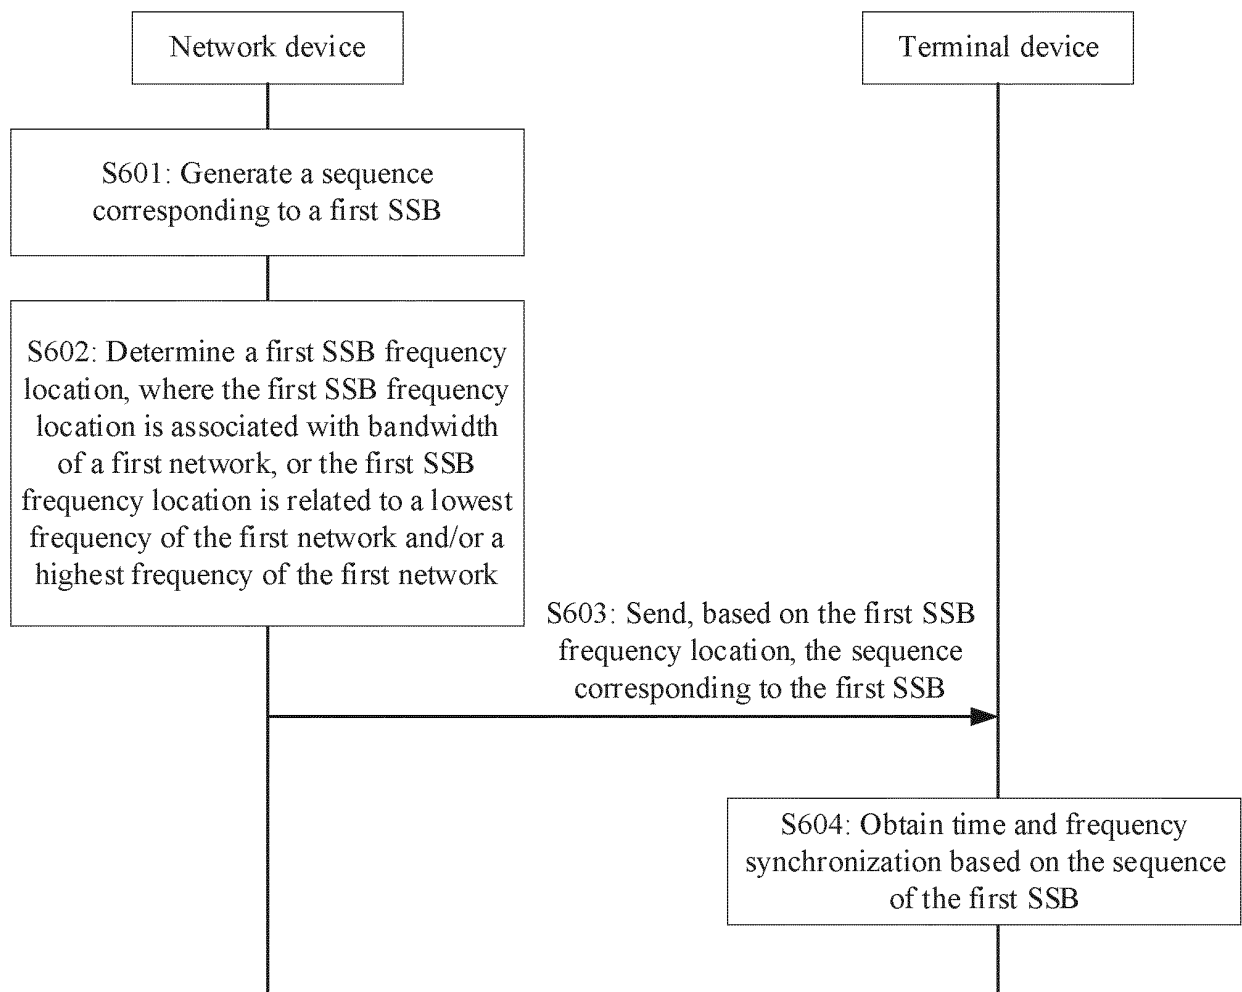 Network device
Terminal device
S601: Generate a sequence
corresponding to a first SSB
S602: Determine a first SSB frequency
location, where the first SSB frequency
location is associated with bandwidth
of a first network, or the first SSB
frequency location is related to a lowest
frequency of the first network and/or a
highest frequency of the first network
S603: Send, based on the first SSB
frequency location, the sequence
corresponding to the first SSB
S604: Obtain time and frequency
synchronization based on the sequence
of the first SSB